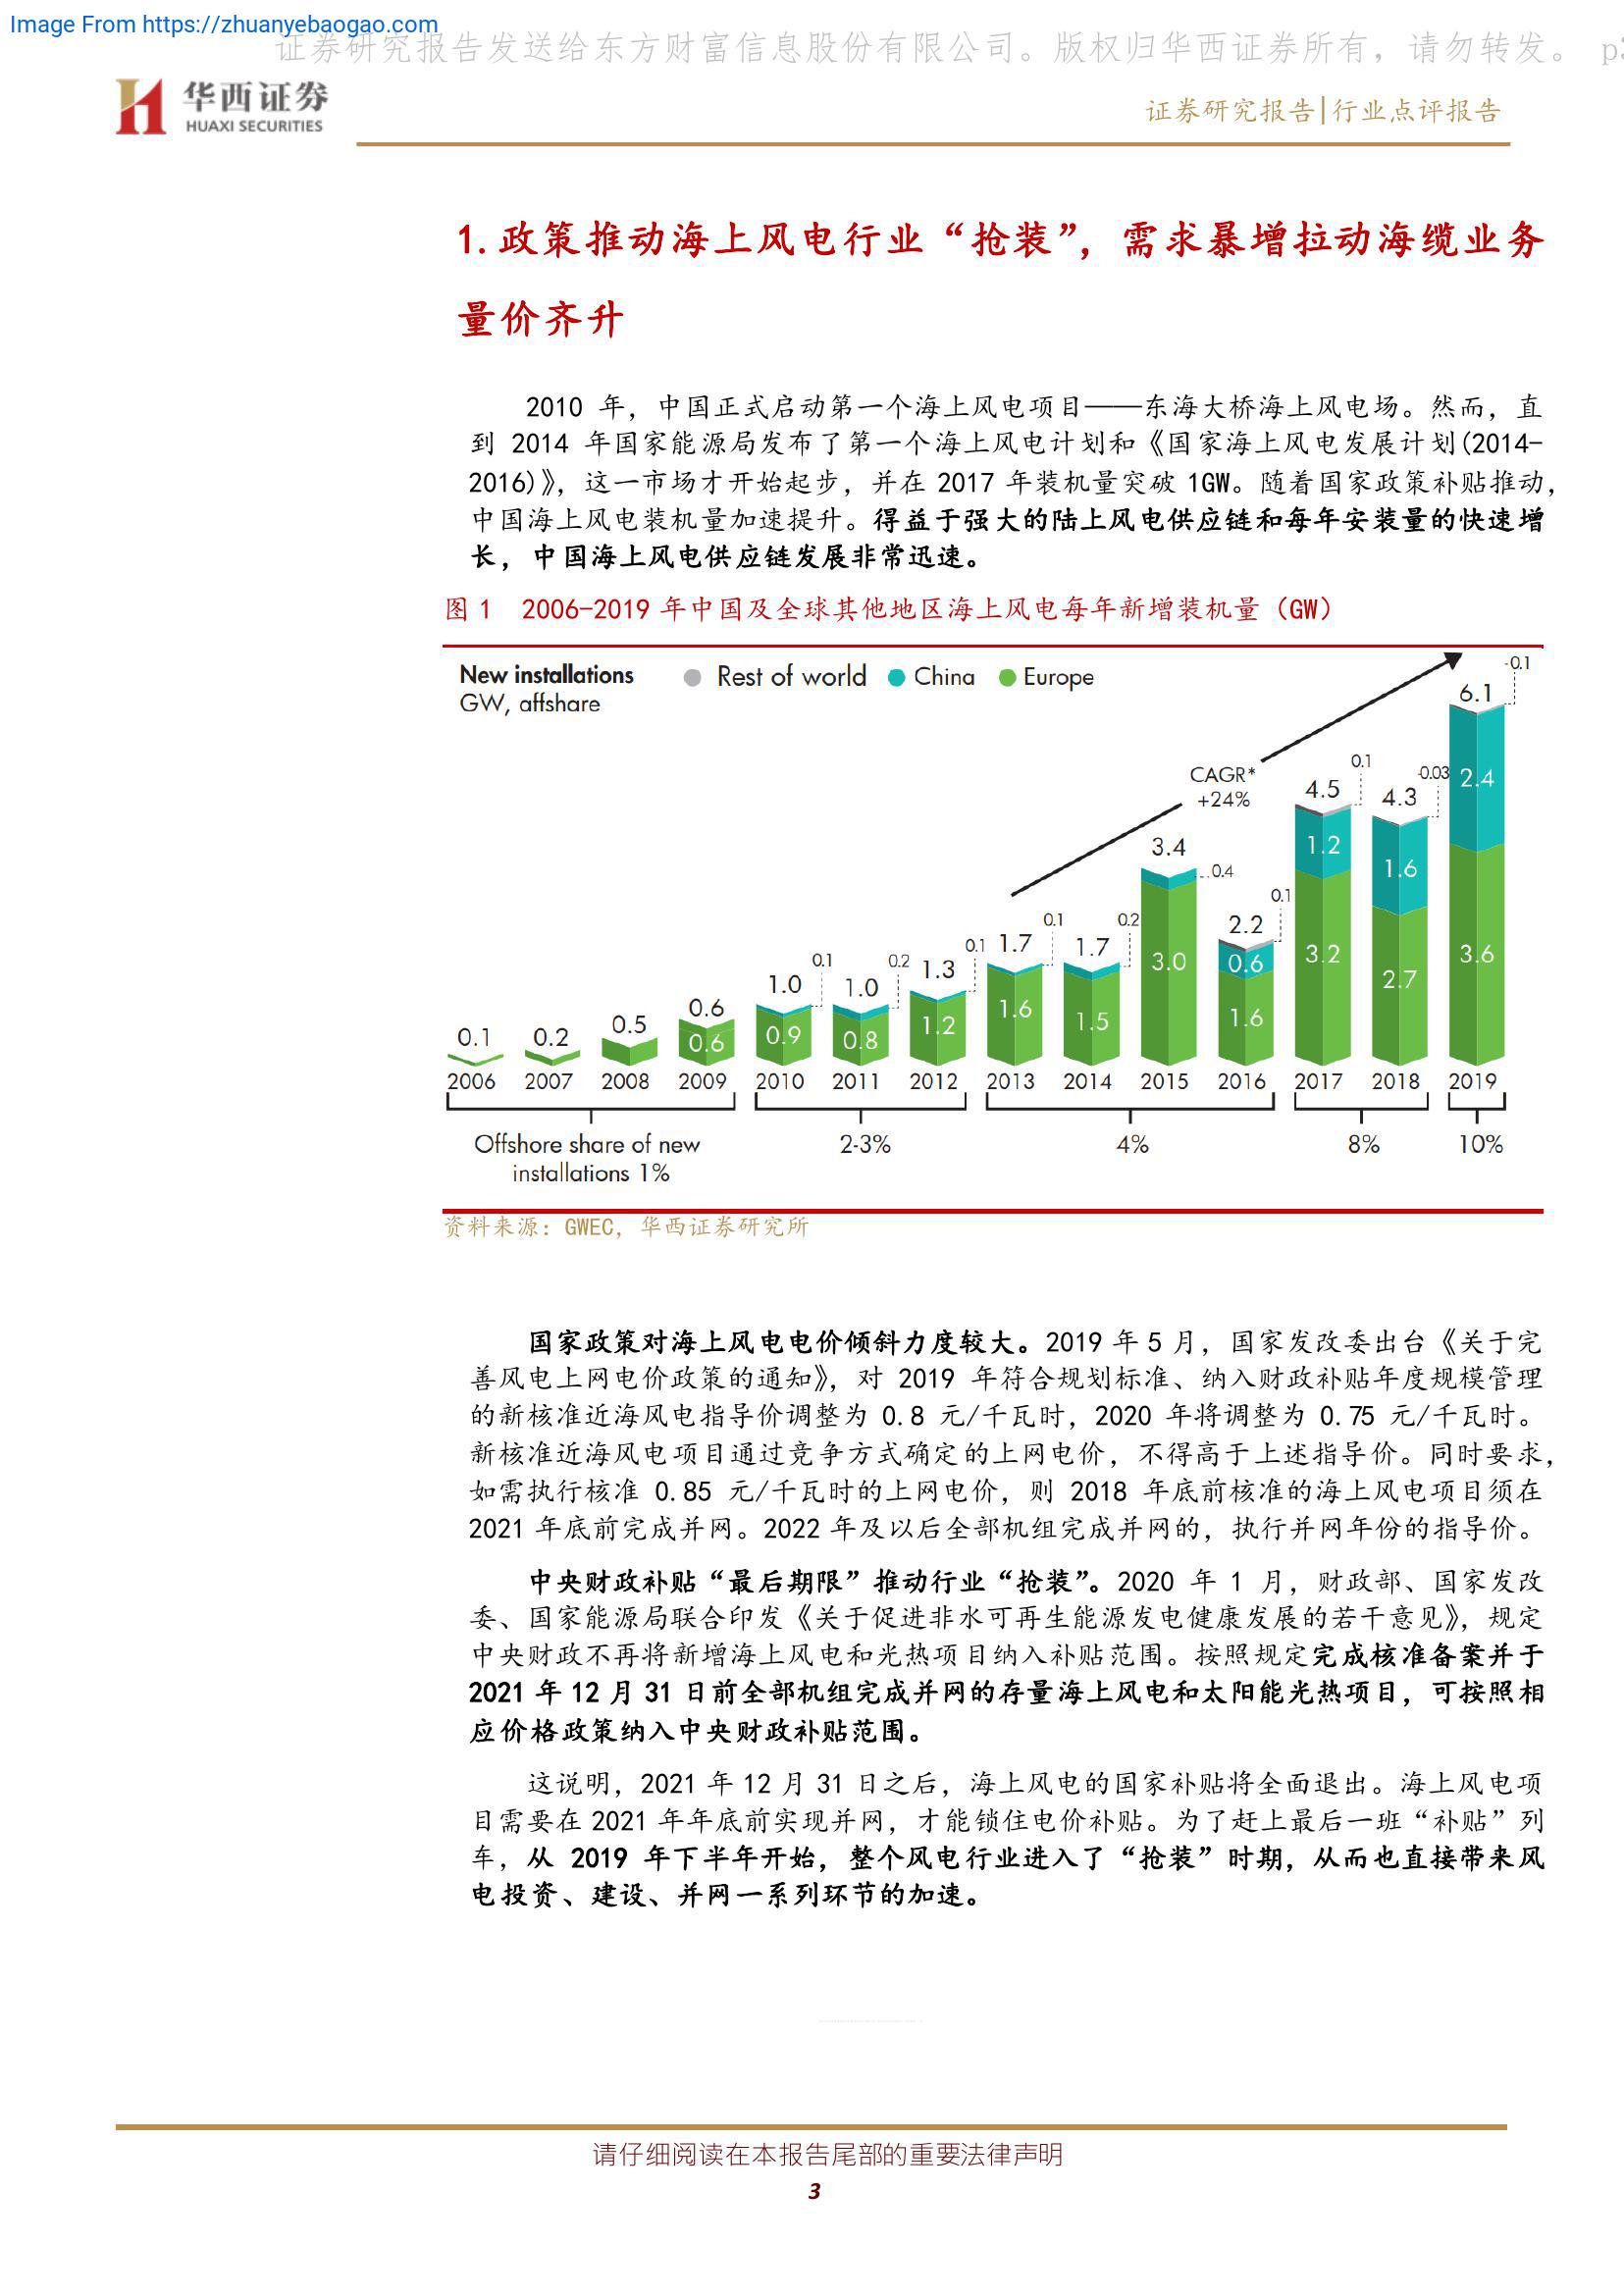 Image From https://zhuanyebaogao.com
证券研究报告发送给东方财富信息股份有限公司。版权归华西证券所有，请勿转发。 p3
华西证券
HUAXI SECURITIES
证券研究报告|行业点评报告
1. 政策推动海上风电行业“抢装”，需求暴增拉动海缆业务
量价齐升
2010 年，中国正式启动第一个海上风电项目——东海大桥海上风电场。然而，直
到 2014 年国家能源局发布了第一个海上风电计划和《国家海上风电发展计划(2014-
2016)》，这一市场才开始起步，并在 2017 年装机量突破 1GW。随着国家政策补贴推动，
中国海上风电装机量加速提升。得益于强大的陆上风电供应链和每年安装量的快速增
长，中国海上风电供应链发展非常迅速。
图 1 2006-2019 年中国及全球其他地区海上风电每年新增装机量（GW）
New installations
GW, affshare
Rest of world China Europe
-0.1
6.1
2.4
3.6
CAGR*
+24%
0.1
4.5
1.2
3.2
-0.03
4.3
1.6
2.7
3.4
0.4
3.0
0.1
2.2
0.6
1.6
0.2
1.7
1.5
0.1
1.7
1.6
0.1
1.3
1.2
0.2
1.0
0.8
0.1
1.0
0.9
0.6
0.6
0.5
0.2
0.1
2006 2007 2008 2009 2010 2011 2012 2013 2014 2015 2016 2017 2018 2019
Offshore share of new
installations 1%
2-3% 4% 8% 10%
资料来源：GWEC，华西证券研究所
国家政策对海上风电电价倾斜力度较大。2019 年 5 月，国家发改委出台《关于完
善风电上网电价政策的通知》，对 2019 年符合规划标准、纳入财政补贴年度规模管理
的新核准近海风电指导价调整为 0.8 元/千瓦时，2020 年将调整为 0.75 元/千瓦时。
新核准近海风电项目通过竞争方式确定的上网电价，不得高于上述指导价。同时要求，
如需执行核准 0.85 元/千瓦时的上网电价，则 2018 年底前核准的海上风电项目须在
2021 年底前完成并网。2022 年及以后全部机组完成并网的，执行并网年份的指导价。
中央财政补贴“最后期限”推动行业“抢装”。2020 年 1 月，财政部、国家发改
委、国家能源局联合印发《关于促进非水可再生能源发电健康发展的若干意见》，规定
中央财政不再将新增海上风电和光热项目纳入补贴范围。按照规定完成核准备案并于
2021 年 12 月 31 日前全部机组完成并网的存量海上风电和太阳能光热项目，可按照相
应价格政策纳入中央财政补贴范围。
这说明，2021 年 12 月 31 日之后，海上风电的国家补贴将全面退出。海上风电项
目需要在 2021 年年底前实现并网，才能锁住电价补贴。为了赶上最后一班“补贴”列
车，从 2019 年下半年开始，整个风电行业进入了“抢装”时期，从而也直接带来风
电投资、建设、并网一系列环节的加速。
请仔细阅读在本报告尾部的重要法律声明
3